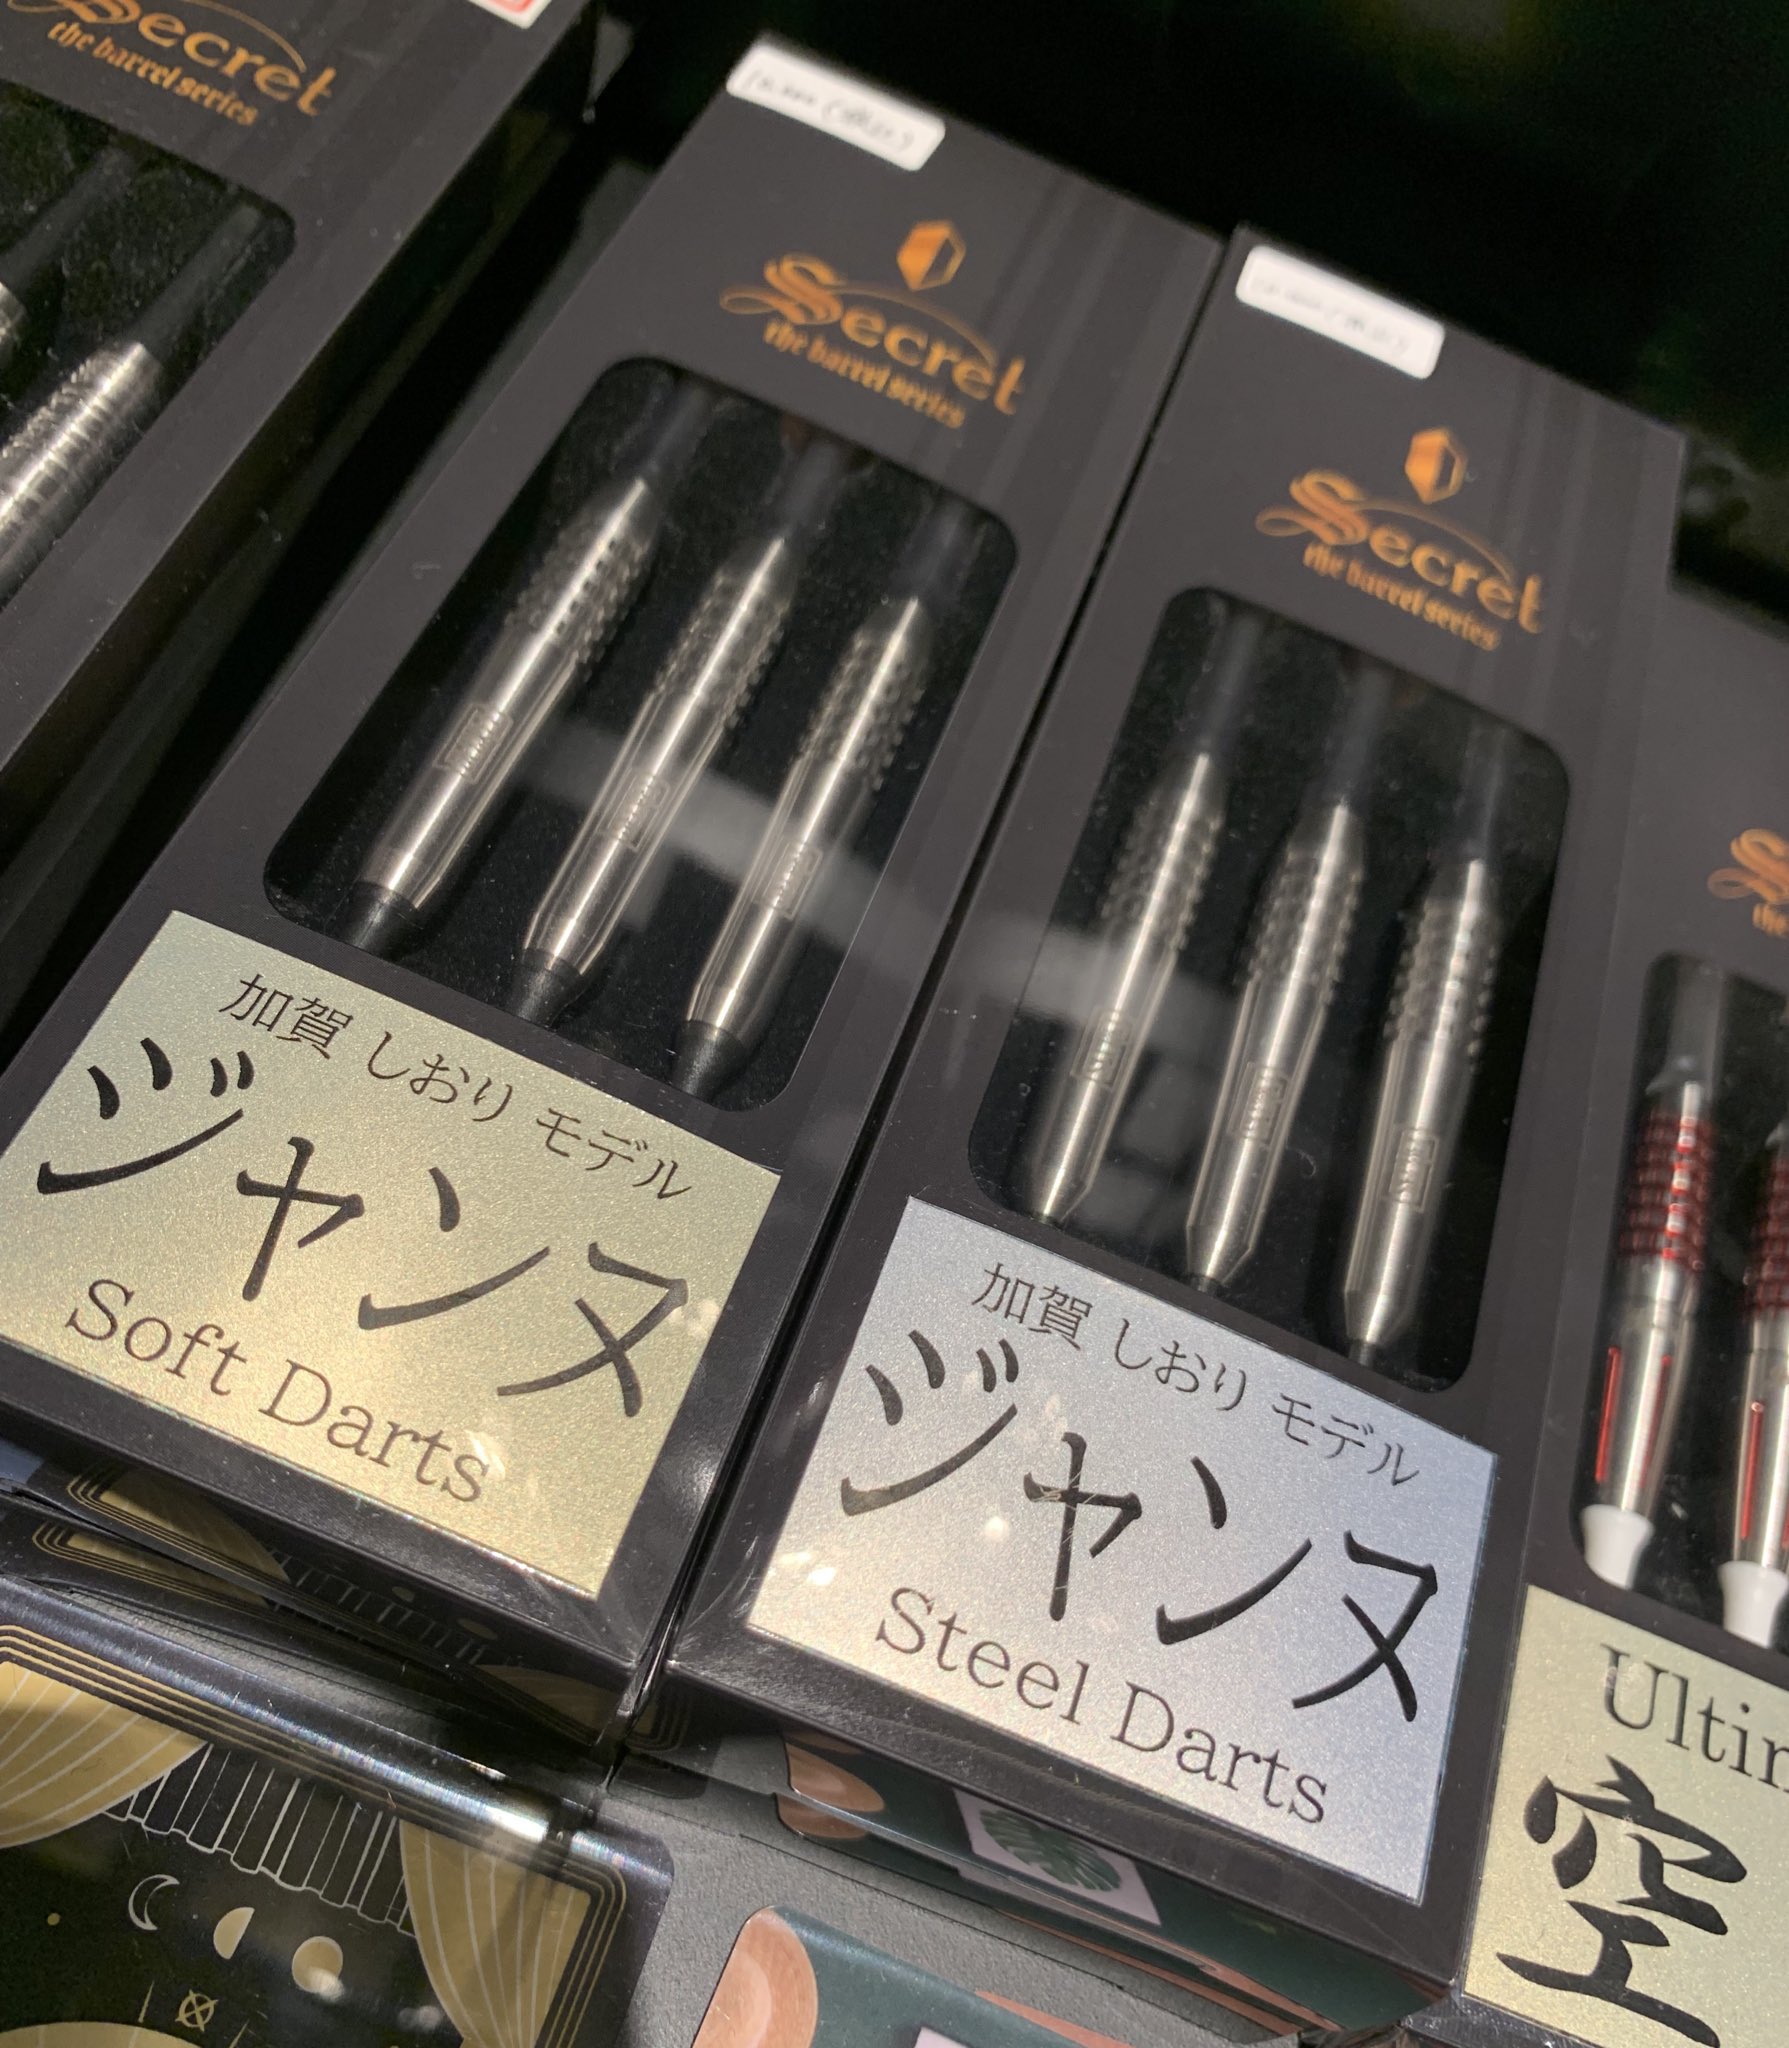 Secret
the barrel series
Secret
the barrel series
加賀 しおり モデル
ジャンヌ
Soft Darts
Secret
the barrel series
加賀 しおり モデル
ジャンヌ
Steel Darts
空